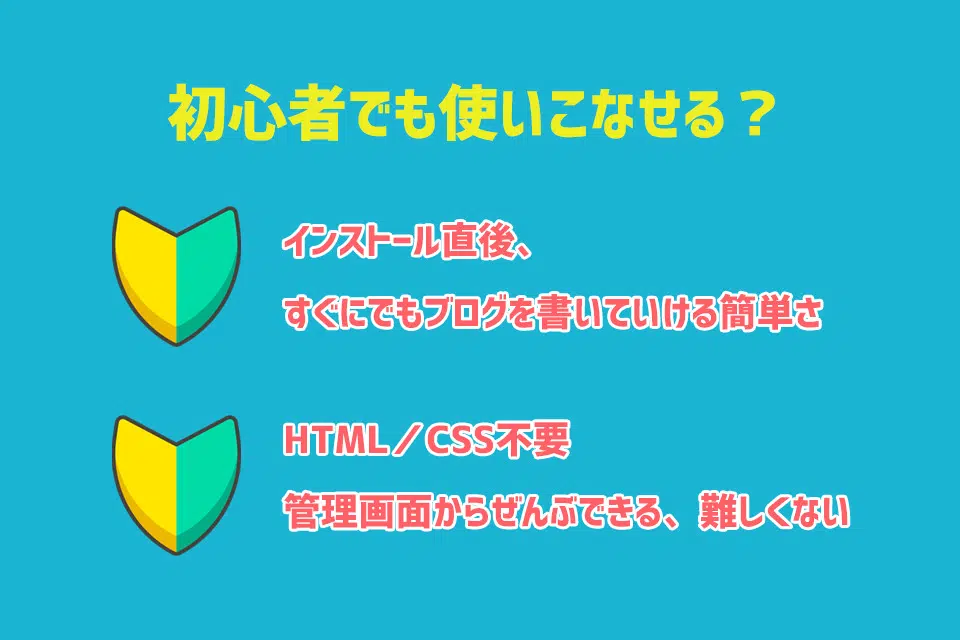 初心者でも使いこなせる？
インストール直後、
すぐにでもブログを書いていける簡単さ
HTML／CSS不要
管理画面からぜんぶできる、難しくない